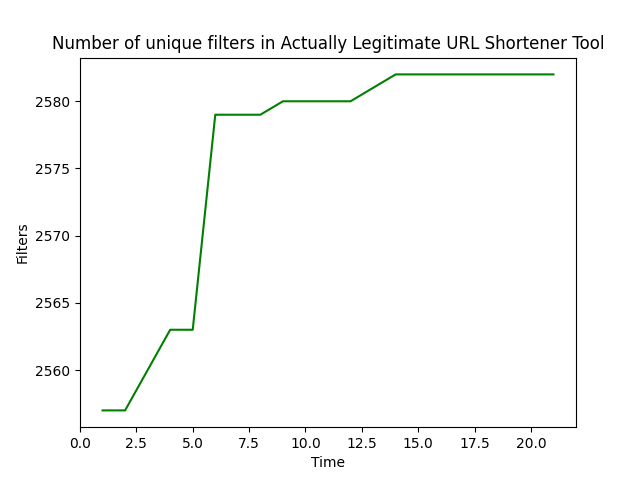 Number of unique filters in Actually Legitimate URL Shortener Tool
2580
2575
2570
2565
2560
Filters
0.0 2.5 5.0 7.5 10.0 12.5 15.0 17.5 20.0
Time